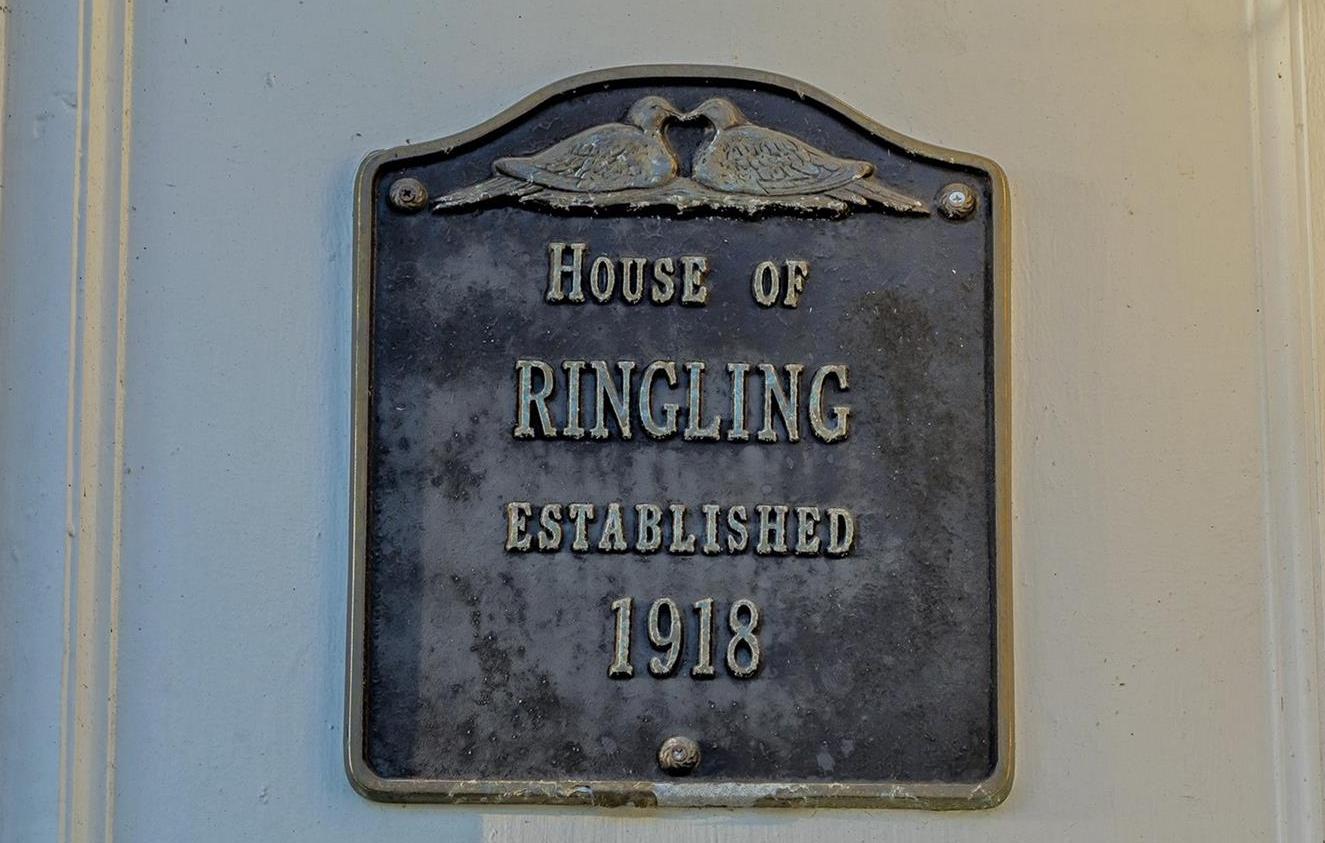 House of
RINGLING
ESTABLISHED
1918